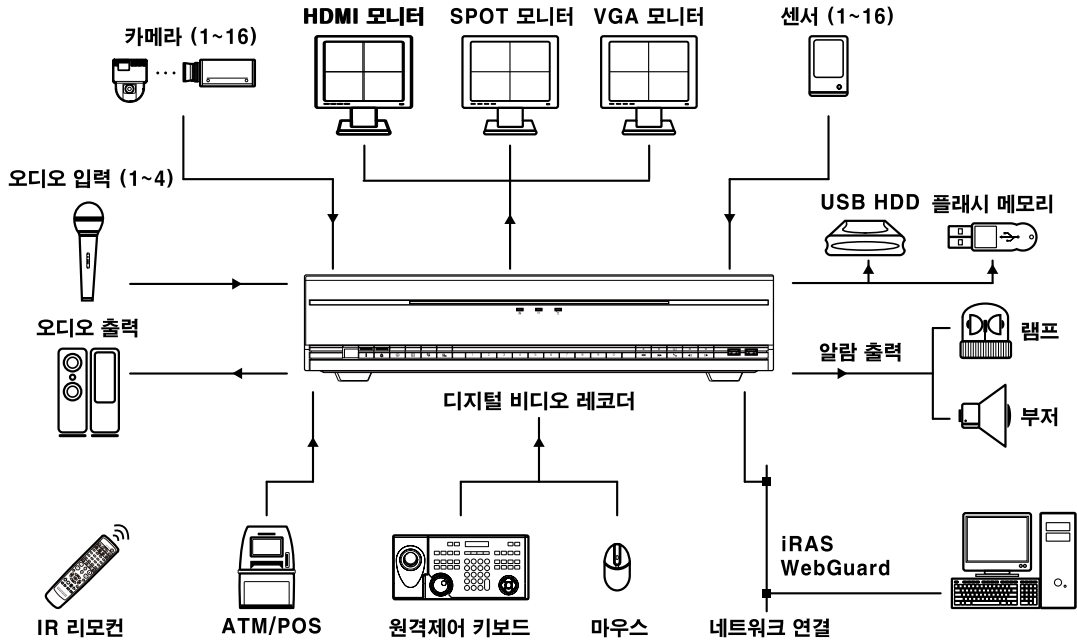 HDMI 모니터
SPOT 모니터
VGA 모니터
센서 (1~16)
카메라 (1~16)
오디오 입력 (1~4)
USB HDD
플래시 메모리
오디오 출력
알람 출력
램프
디지털 비디오 레코더
부저
iRAS
WebGuard
IR 리모컨
ATM/POS
원격제어 키보드
마우스
네트워크 연결